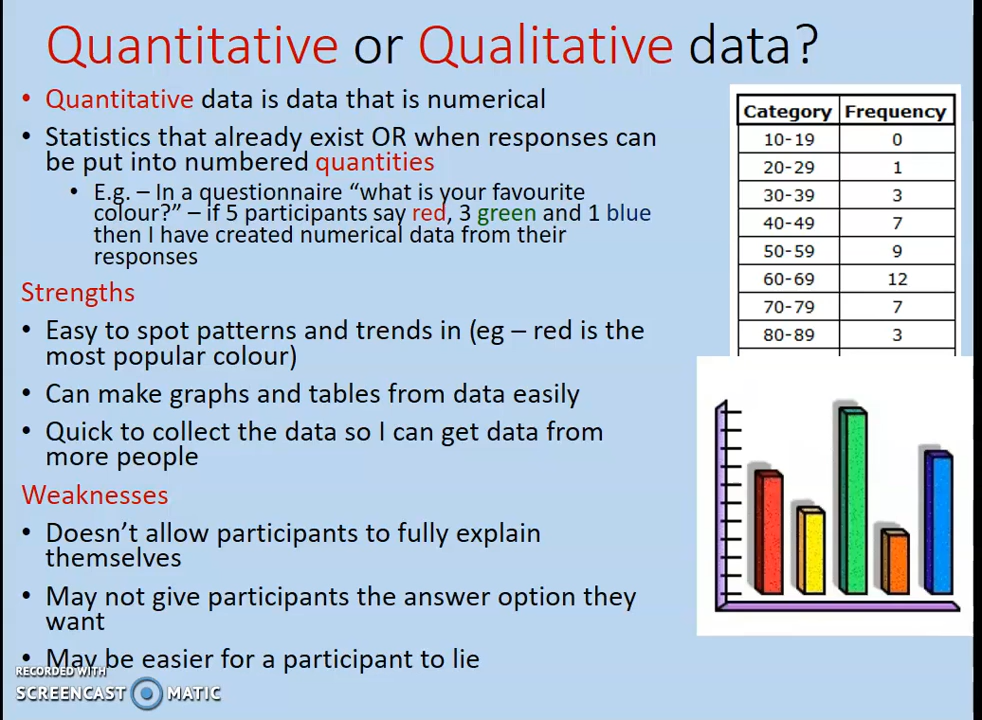 Quantitative or Qualitative data?
• Quantitative data is data that is numerical
• Statistics that already exist OR when responses can
be put into numbered quantities
• E.g. – In a questionnaire “what is your favourite
colour?” – if 5 participants say red, 3 green and 1 blue
then I have created numerical data from their
responses
Strengths
• Easy to spot patterns and trends in (eg – red is the
most popular colour)
• Can make graphs and tables from data easily
• Quick to collect the data so I can get data from
more people
Weaknesses
• Doesn’t allow participants to fully explain
themselves
• May not give participants the answer option they
want
• May be easier for a participant to lie
Category Frequency
10-19 0
20-29 1
30-39 3
40-49 7
50-59 9
60-69 12
70-79 7
80-89 3
RECORDED WITH
SCREENCAST MATIC